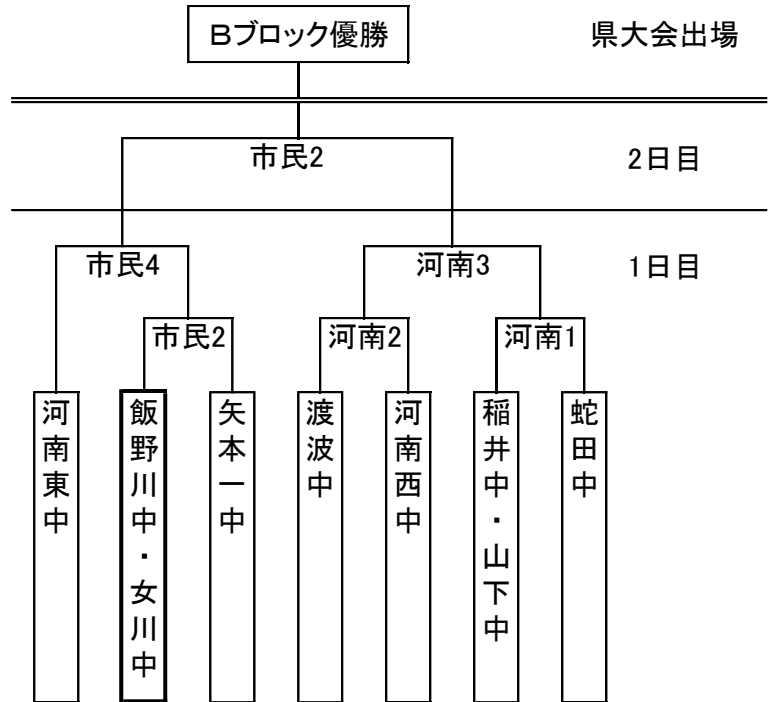 Bブロック優勝
県大会出場
市民2
2日目
市民4
河南3
1日目
市民2
河南2
河南1
河南東中
飯野川中・女川中
矢本一中
渡波中
河南西中
稲井中・山下中
蛇田中